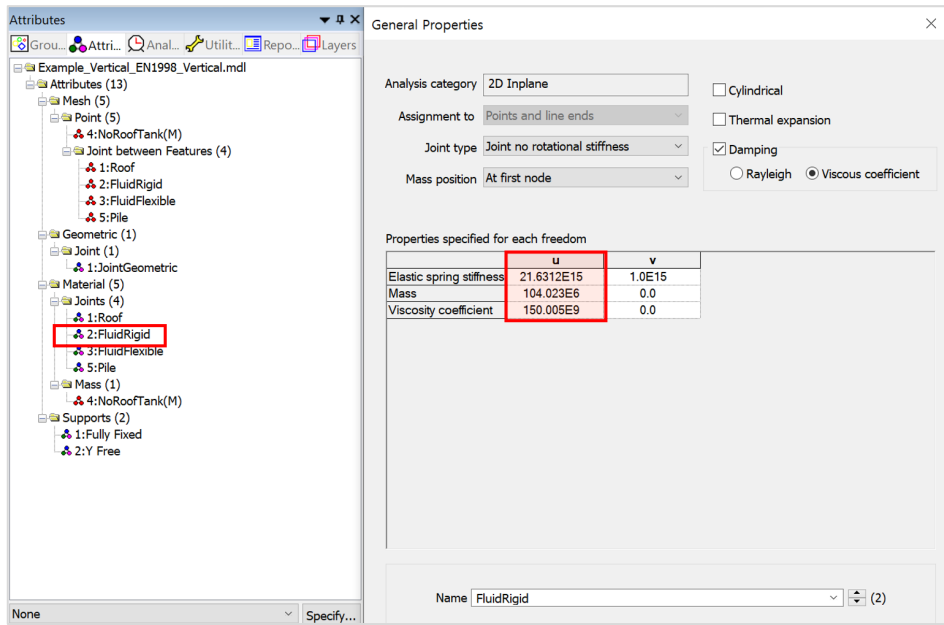 Attributes
Grou... Attri... Anal... Utilit... Repo... Layers
Example_Vertical_EN1998_Vertical.mdl
Attributes (13)
Mesh (5)
Point (5)
4:NoRoofTank(M)
Joint between Features (4)
1:Roof
2:FluidRigid
3:FluidFlexible
5:Pile
Geometric (1)
Joint (1)
1:JointGeometric
Material (5)
Joints (4)
1:Roof
2:FluidRigid
3:FluidFlexible
5:Pile
Mass (1)
4:NoRoofTank(M)
Supports (2)
1:Fully Fixed
2:Y Free
None Specify...
General Properties
Analysis category 2D Inplane
Assignment to Points and line ends
Joint type Joint no rotational stiffness
Mass position At first node
Cylindrical
Thermal expansion
Damping
Rayleigh Viscous coefficient
Properties specified for each freedom
u v
Elastic spring stiffness 21.6312E15 1.0E15
Mass 104.023E6 0.0
Viscosity coefficient 150.005E9 0.0
Name FluidRigid (2)